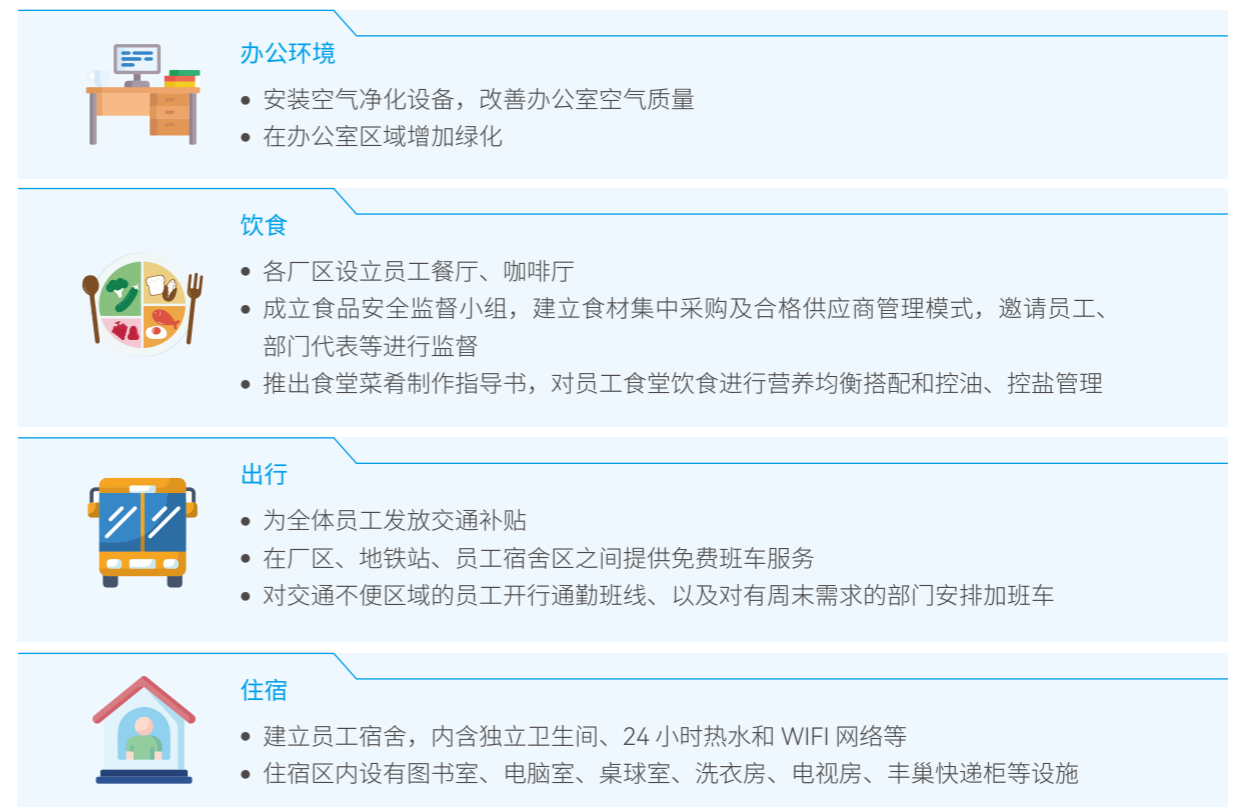 办公环境
• 安装空气净化设备，改善办公室空气质量
• 在办公室区域增加绿化
饮食
• 各厂区设立员工餐厅、咖啡厅
• 成立食品安全监督小组，建立食材集中采购及合格供应商管理模式，邀请员工、
部门代表等进行监督
• 推出食堂菜肴制作指导书，对员工食堂饮食进行营养均衡搭配和控油、控盐管理
出行
• 为全体员工发放交通补贴
• 在厂区、地铁站、员工宿舍区之间提供免费班车服务
• 对交通不便区域的员工开行通勤班线、以及对有周末需求的部门安排加班车
住宿
• 建立员工宿舍，内含独立卫生间、24 小时热水和 WIFI 网络等
• 住宿区内设有图书室、电脑室、桌球室、洗衣房、电视房、丰巢快递柜等设施